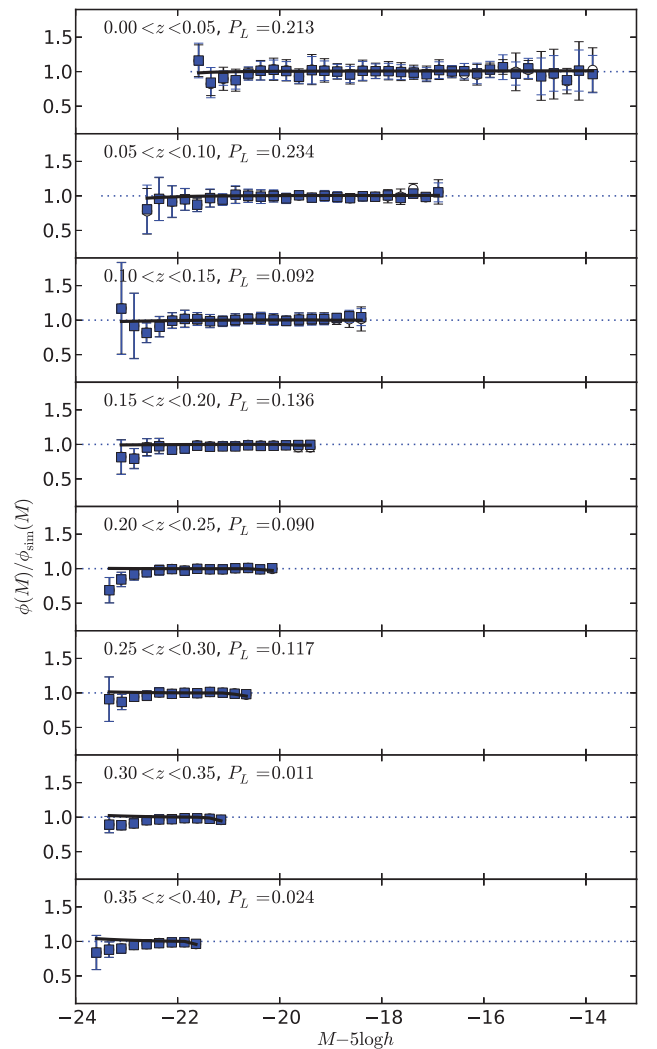 0.00 < z < 0.05, P_L = 0.213
1.5
1.0
0.5
0.05 < z < 0.10, P_L = 0.234
1.5
1.0
0.5
0.10 < z < 0.15, P_L = 0.092
1.5
1.0
0.5
0.15 < z < 0.20, P_L = 0.136
1.5
1.0
0.5
0.20 < z < 0.25, P_L = 0.090
1.5
1.0
0.5
0.25 < z < 0.30, P_L = 0.117
1.5
1.0
0.5
0.30 < z < 0.35, P_L = 0.011
1.5
1.0
0.5
0.35 < z < 0.40, P_L = 0.024
1.5
1.0
0.5
ϕ(M)/ϕ_sim(M)
−24 −22 −20 −18 −16 −14
M−5logh